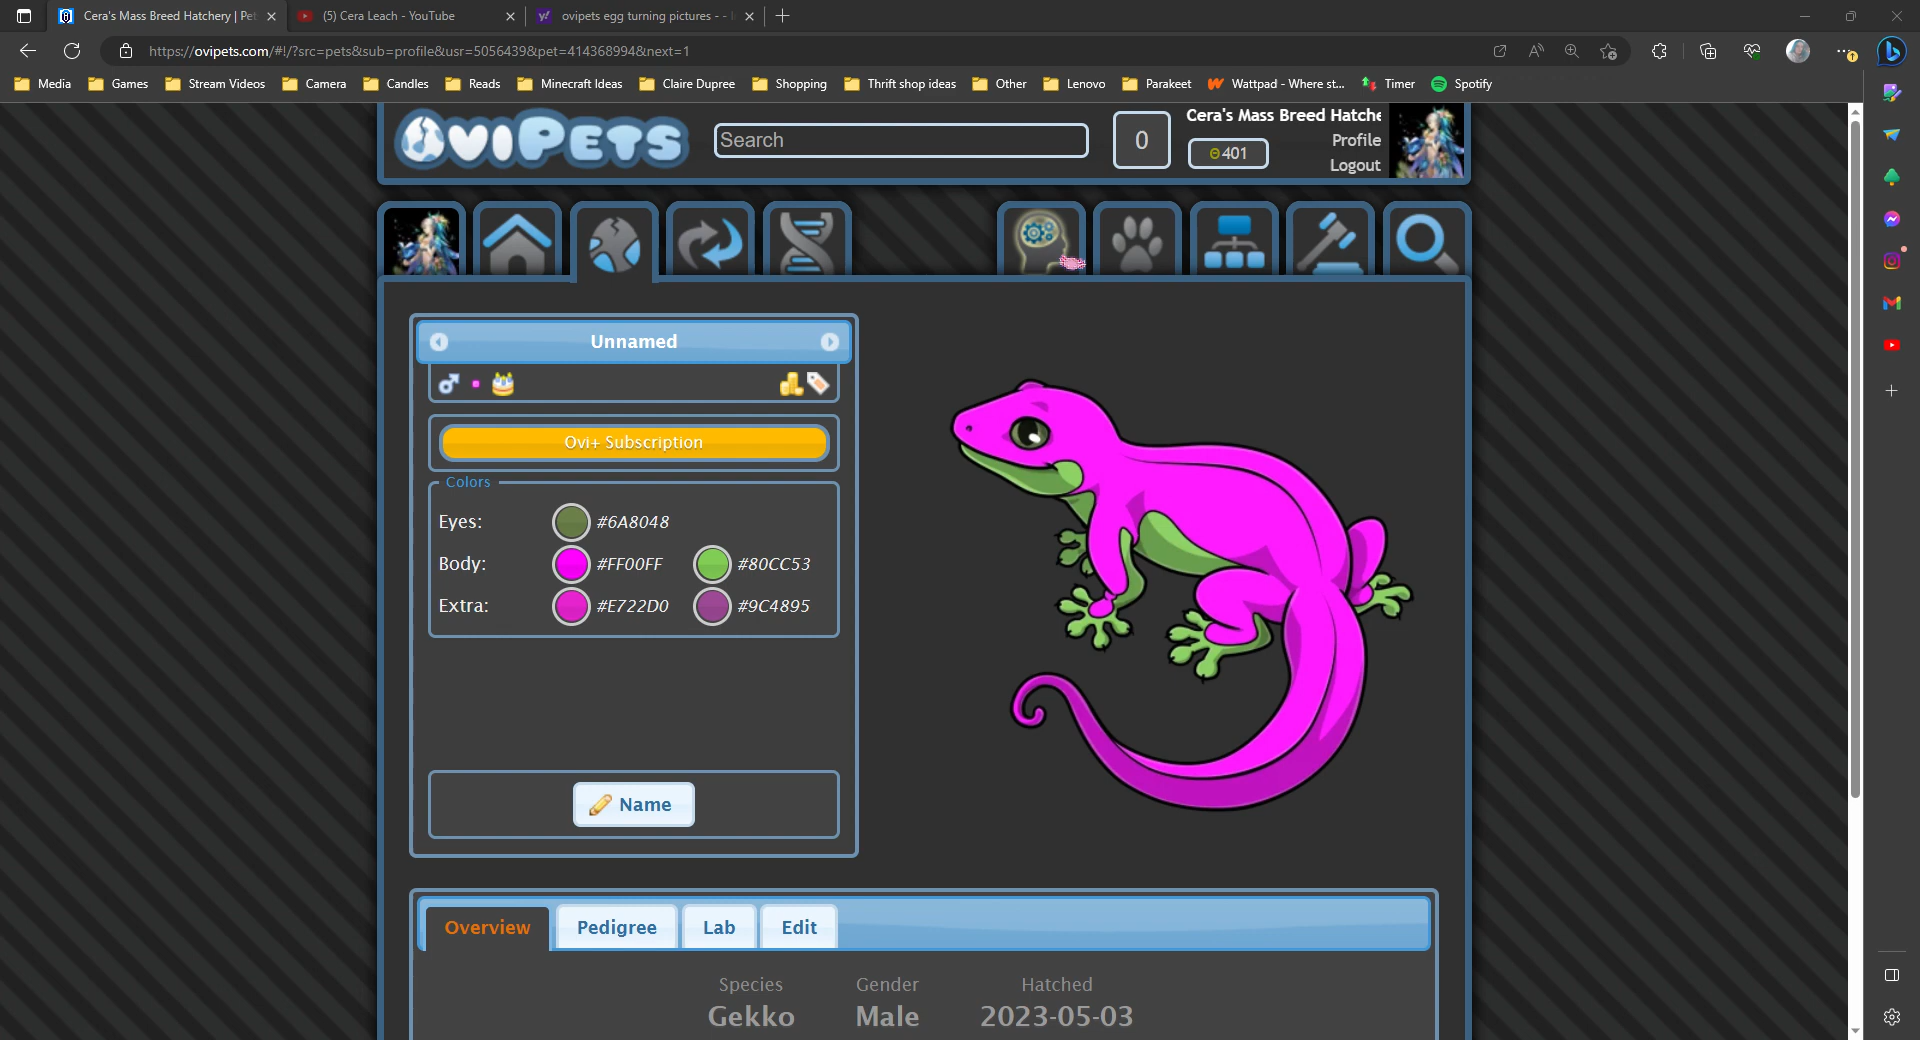 Cera's Mass Breed Hatchery | Pet
(5) Cera Leach - YouTube
ovipets egg turning pictures - -
https://ovipets.com/#!/?src=pets&sub=profile&usr=5056439&pet=414368994&next=1
Media
Games
Stream Videos
Camera
Candles
Reads
Minecraft Ideas
Claire Dupree
Shopping
Thrift shop ideas
Other
Lenovo
Parakeet
Wattpad - Where st...
Timer
Spotify
OviPets
Search
0
Cera's Mass Breed Hatche
401
Profile
Logout
Unnamed
Ovi+ Subscription
Colors
Eyes: #6A8048
Body: #FF00FF #80CC53
Extra: #E722D0 #9C4895
Name
Overview Pedigree Lab Edit
Species Gender Hatched
Gekko Male 2023-05-03